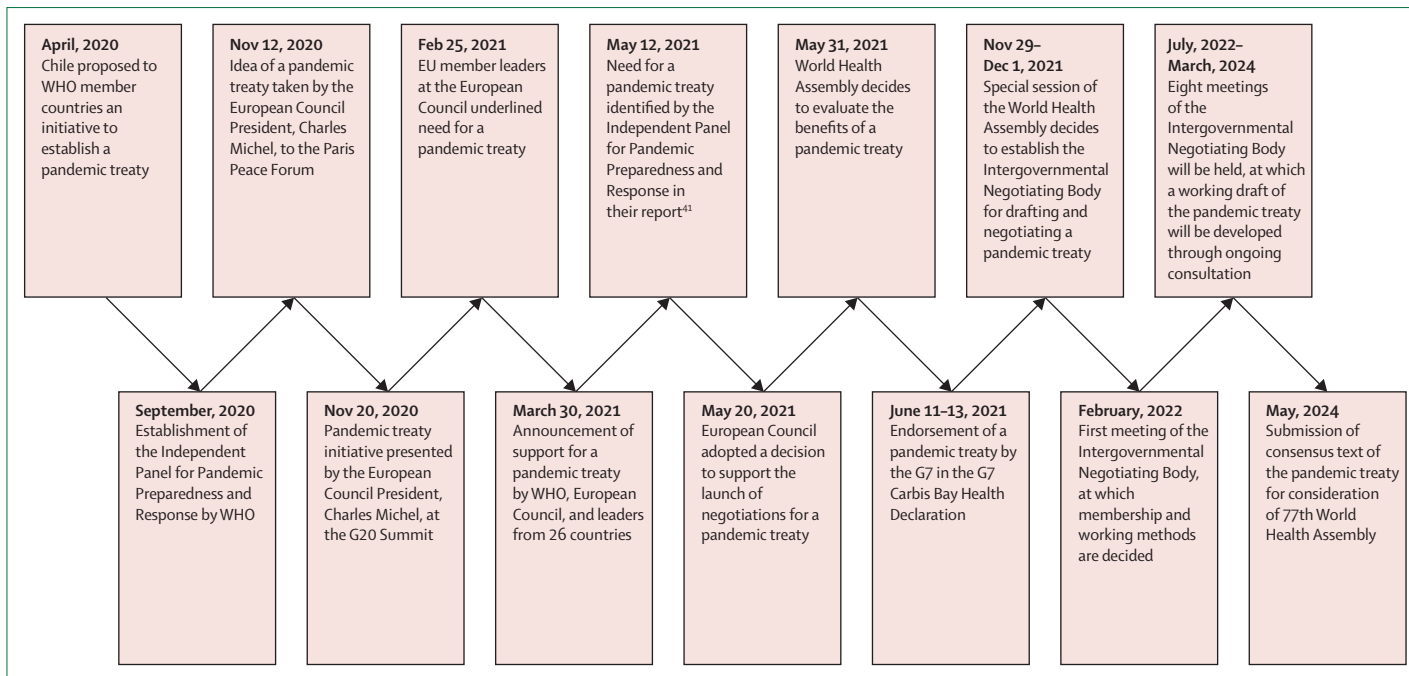 April, 2020
Chile proposed to
WHO member
countries an
initiative to
establish a
pandemic treaty
September, 2020
Establishment of
the Independent
Panel for Pandemic
Preparedness and
Response by WHO
Nov 12, 2020
Idea of a pandemic
treaty taken by the
European Council
President, Charles
Michel, to the Paris
Peace Forum
Nov 20, 2020
Pandemic treaty
initiative presented
by the European
Council President,
Charles Michel, at
the G20 Summit
Feb 25, 2021
EU member leaders
at the European
Council underlined
need for a
pandemic treaty
March 30, 2021
Announcement of
support for a
pandemic treaty
by WHO, European
Council, and leaders
from 26 countries
May 12, 2021
Need for a
pandemic treaty
identified by the
Independent Panel
for Pandemic
Preparedness and
Response in
their report⁴¹
May 20, 2021
European Council
adopted a decision
to support the
launch of
negotiations for a
pandemic treaty
May 31, 2021
World Health
Assembly decides
to evaluate the
benefits of a
pandemic treaty
June 11–13, 2021
Endorsement of a
pandemic treaty by
the G7 in the G7
Carbis Bay Health
Declaration
Nov 29–
Dec 1, 2021
Special session of
the World Health
Assembly decides
to establish the
Intergovernmental
Negotiating Body
for drafting and
negotiating a
pandemic treaty
February, 2022
First meeting of the
Intergovernmental
Negotiating Body,
at which
membership and
working methods
are decided
July, 2022–
March, 2024
Eight meetings
of the
Intergovernmental
Negotiating Body
will be held, at which
a working draft of
the pandemic treaty
will be developed
through ongoing
consultation
May, 2024
Submission of
consensus text of
the pandemic treaty
for consideration
of 77th World
Health Assembly